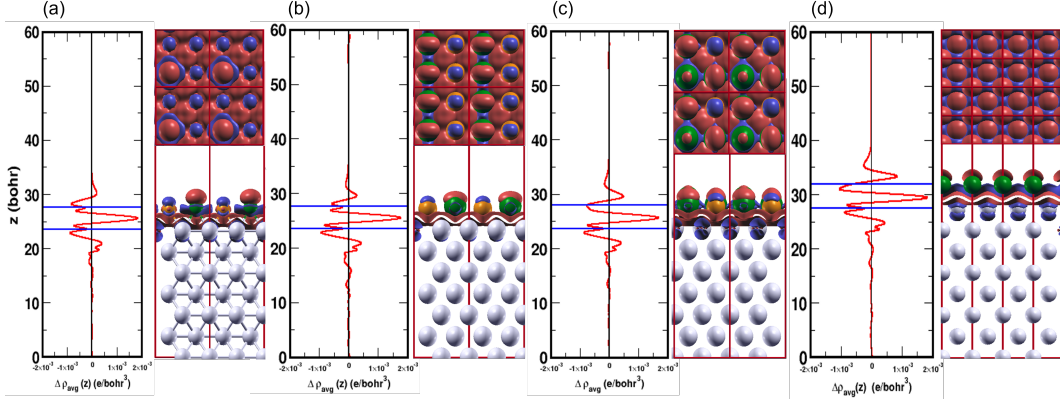 (a) (b) (c) (d)
60 60 60 60
50 50 50 50
40 40 40 40
z (bohr)
30 30 30 30
20 20 20 20
10 10 10 10
0 0 0 0
-2×10⁻³ -1×10⁻³ 0 1×10⁻³ 2×10⁻³ -2×10⁻³ -1×10⁻³ 0 1×10⁻³ 2×10⁻³ -2×10⁻³ -1×10⁻³ 0 1×10⁻³ 2×10⁻³ -2×10⁻³ -1×10⁻³ 0 1×10⁻³ 2×10⁻³
Δρavg(z) (e/bohr³) Δρavg(z) (e/bohr³) Δρavg(z) (e/bohr³) Δρavg(z) (e/bohr³)